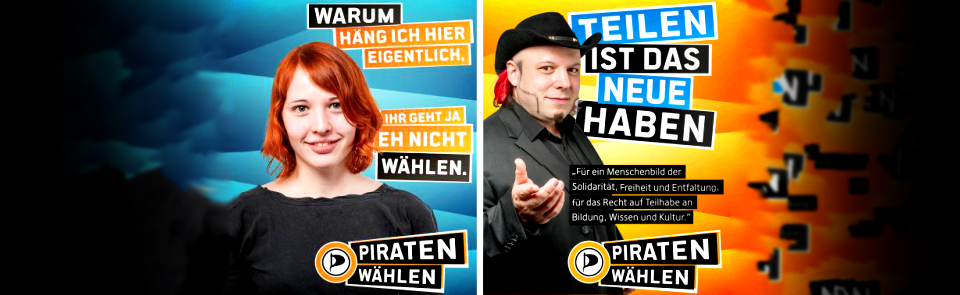 WARUM
HÄNG ICH HIER
EIGENTLICH,
IHR GEHT JA
EH NICHT
WÄHLEN.
PIRATEN
WÄHLEN
TEILEN
IST DAS
NEUE
HABEN
„Für ein Menschenbild der
Solidarität, Freiheit und Entfaltung,
für das Recht auf Teilhabe an
Bildung, Wissen und Kultur."
PIRATEN
WÄHLEN